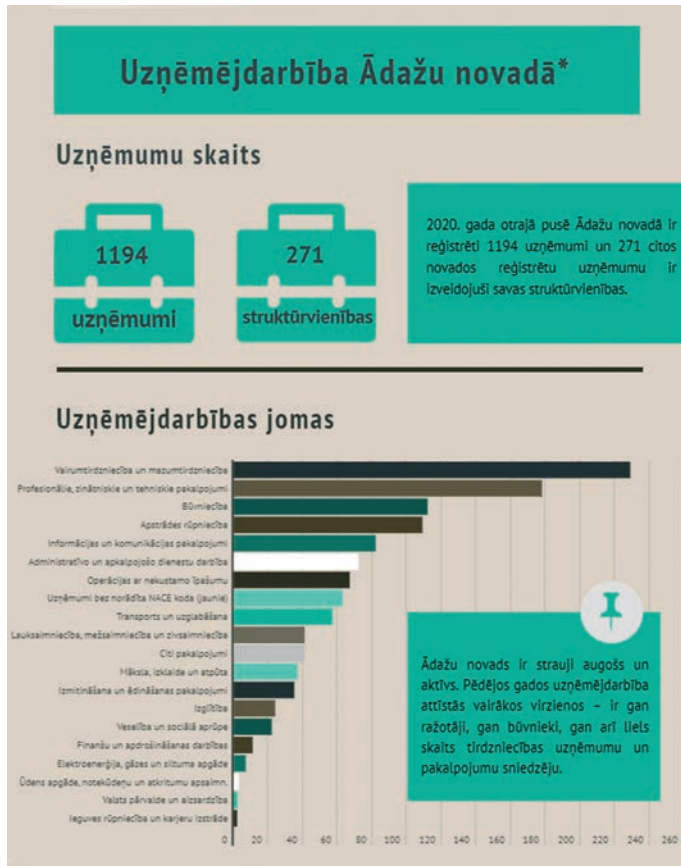 Uzņēmējdarbība Ādažu novadā*
Uzņēmumu skaits
1194
uzņēmumi
271
struktūrvienības
2020. gada otrajā pusē Ādažu novadā ir
reģistrēti 1194 uzņēmumi un 271 citos
novados reģistrētu uzņēmumu ir
izveidojuši savas struktūrvienības.
Uzņēmējdarbības jomas
Vairumtirdzniecība un mazumtirdzniecība
Profesionālie, zinātniskie un tehniskie pakalpojumi
Būvniecība
Apstrādes rūpniecība
Informācijas un komunikācijas pakalpojumi
Administratīvo un apkalpojošo dienestu darbība
Operācijas ar nekustamo īpašumu
Uzņēmumi bez norādīta NACE koda (jaunie)
Transports un uzglabāšana
Lauksaimniecība, mežsaimniecība un zivsaimniecība
Citi pakalpojumi
Māksla, izklaide un atpūta
Izmitināšana un ēdināšanas pakalpojumi
Izglītība
Veselība un sociālā aprūpe
Finanšu un apdrošināšanas darbības
Elektroenerģija, gāzes un siltuma apgāde
Ūdens apgāde, notekūdeņu un atkritumu apsaimn.
Valsts pārvalde un aizsardzība
Ieguves rūpniecība un karjeru izstrāde
0 20 40 60 80 100 120 140 160 180 200 220 240 260
Ādažu novads ir strauji augošs un
aktīvs. Pēdējos gados uzņēmējdarbība
attīstās vairākos virzienos – ir gan
ražotāji, gan būvnieki, gan arī liels
skaits tirdzniecības uzņēmumu un
pakalpojumu sniedzēju.